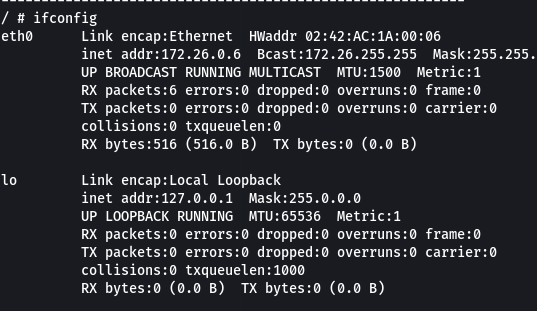 / # ifconfig
eth0      Link encap:Ethernet  HWaddr 02:42:AC:1A:00:06
          inet addr:172.26.0.6  Bcast:172.26.255.255  Mask:255.255.
          UP BROADCAST RUNNING MULTICAST  MTU:1500  Metric:1
          RX packets:6 errors:0 dropped:0 overruns:0 frame:0
          TX packets:0 errors:0 dropped:0 overruns:0 carrier:0
          collisions:0 txqueuelen:0
          RX bytes:516 (516.0 B)  TX bytes:0 (0.0 B)

lo        Link encap:Local Loopback
          inet addr:127.0.0.1  Mask:255.0.0.0
          UP LOOPBACK RUNNING  MTU:65536  Metric:1
          RX packets:0 errors:0 dropped:0 overruns:0 frame:0
          TX packets:0 errors:0 dropped:0 overruns:0 carrier:0
          collisions:0 txqueuelen:1000
          RX bytes:0 (0.0 B)  TX bytes:0 (0.0 B)